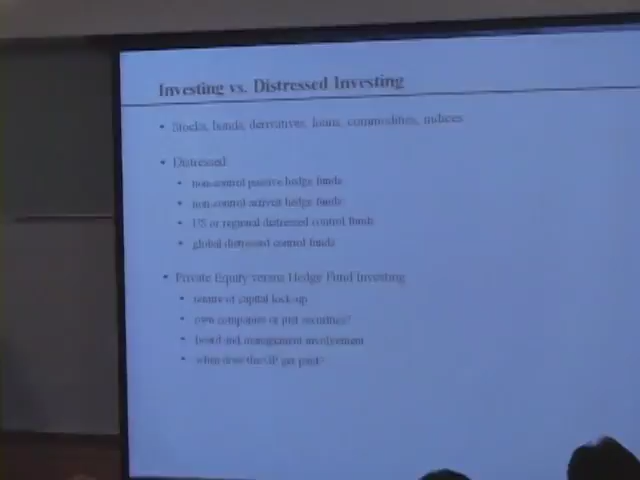 Investing vs. Distressed Investing
• Stocks, bonds, derivatives, loans, commodities, indices
• Distressed:
• non-control passive hedge funds
• non-control activist hedge funds
• US or regional distressed control funds
• global distressed control funds
• Private Equity versus Hedge Fund Investing
• nature of capital lock-up
• own companies or just securities?
• board and management involvement
• when does the GP get paid?